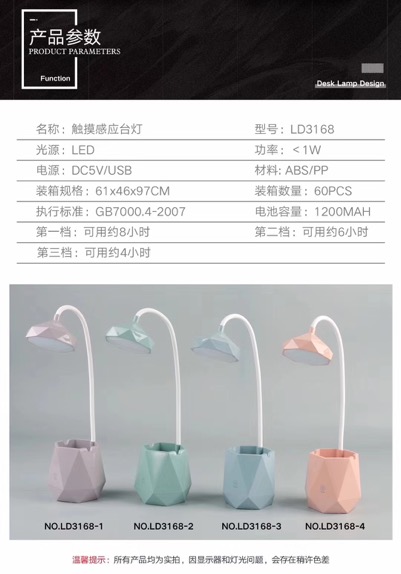 产品参数
PRODUCT PARAMETERS
Function
Desk Lamp Design
名称：触摸感应台灯 型号：LD3168
光源：LED 功率：＜1W
电源：DC5V/USB 材料: ABS/PP
装箱规格：61x46x97CM 装箱数量：60PCS
执行标准：GB7000.4-2007 电池容量：1200MAH
第一档：可用约8小时 第二档：可用约6小时
第三档：可用约4小时
NO.LD3168-1 NO.LD3168-2 NO.LD3168-3 NO.LD3168-4
温馨提示：所有产品均为实拍，因显示器和灯光问题，会存在稍许色差